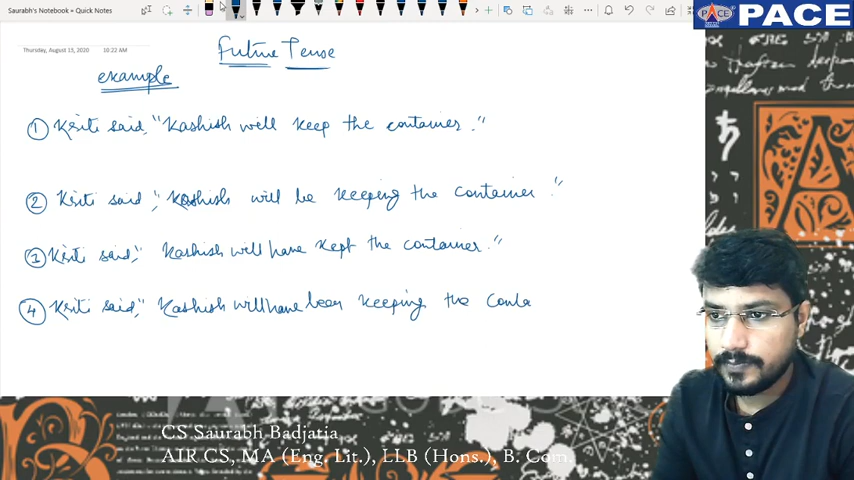 Saurabh's Notebook » Quick Notes
PACE
PACE
Thursday, August 13, 2020 10:22 AM
Future Tense
example
① Kriti said, "Kashish will keep the container."
② Kriti said, "Kashish will be keeping the container."
③ Kriti said, "Kashish will have kept the container."
④ Kriti said, "Kashish will have been keeping the conta
CS Saurabh Badjatia
AIR CS, MA (Eng. Lit.), LLB (Hons.), B. Com.